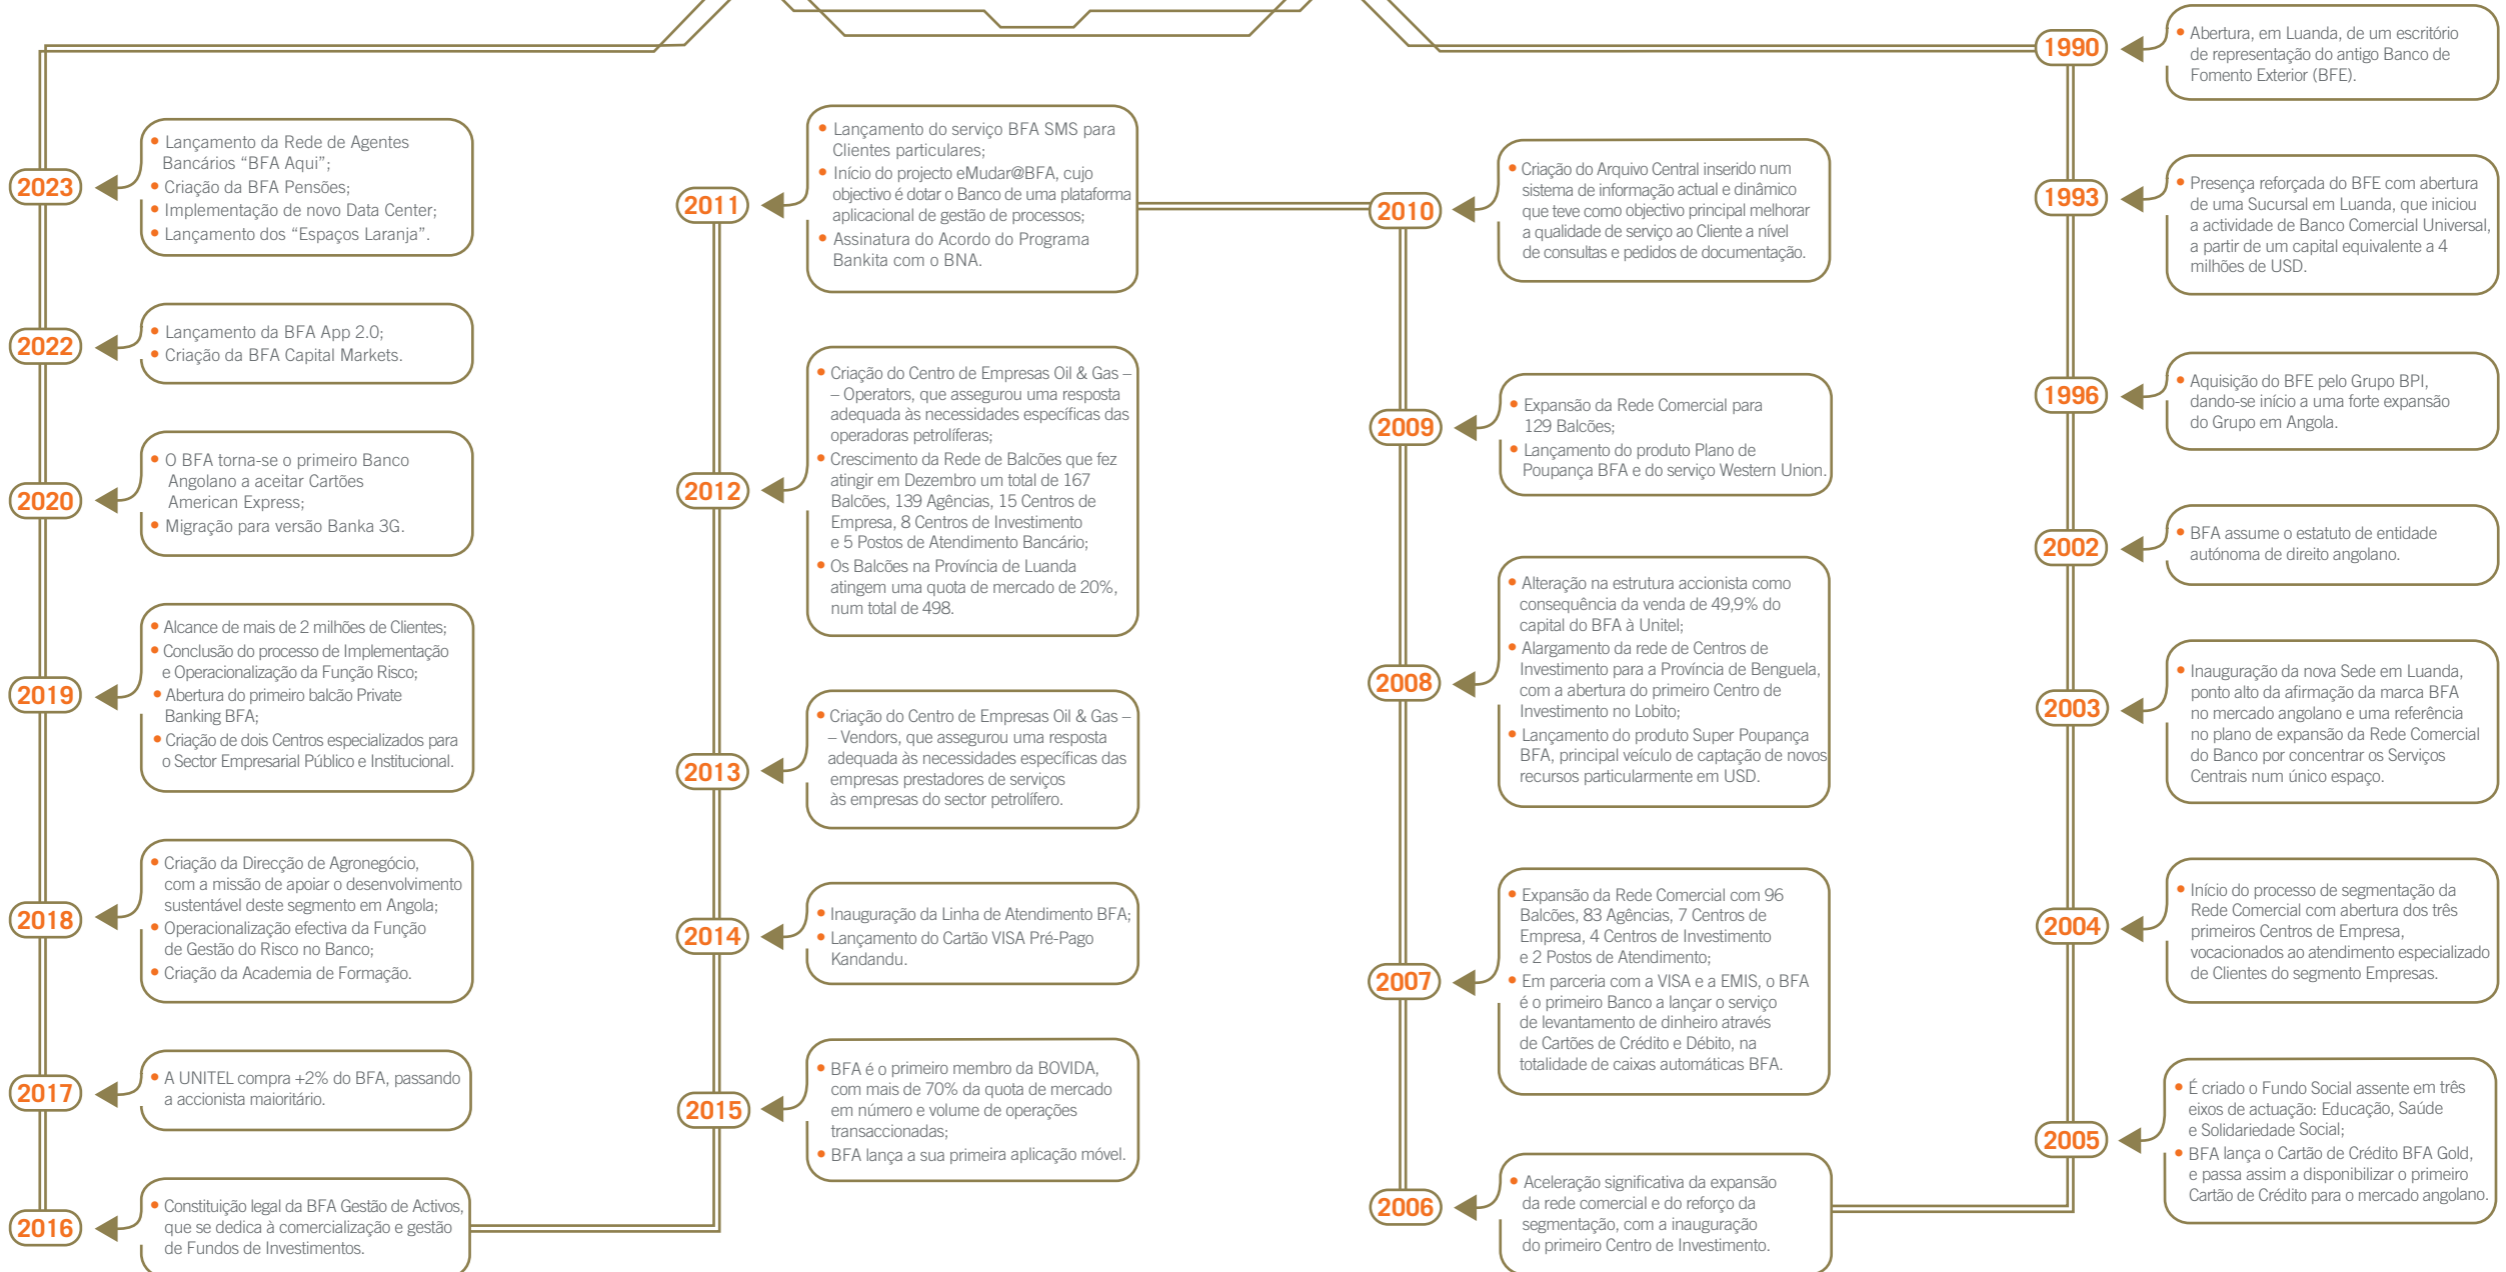 2023
• Lançamento da Rede de Agentes
Bancários “BFA Aqui”;
• Criação da BFA Pensões;
• Implementação de novo Data Center;
• Lançamento dos “Espaços Laranja”.
2022
• Lançamento da BFA App 2.0;
• Criação da BFA Capital Markets.
2020
• O BFA torna-se o primeiro Banco
Angolano a aceitar Cartões
American Express;
• Migração para versão Banka 3G.
2019
• Alcance de mais de 2 milhões de Clientes;
• Conclusão do processo de Implementação
e Operacionalização da Função Risco;
• Abertura do primeiro balcão Private
Banking BFA;
• Criação de dois Centros especializados para
o Sector Empresarial Público e Institucional.
2018
• Criação da Direcção de Agronegócio,
com a missão de apoiar o desenvolvimento
sustentável deste segmento em Angola;
• Operacionalização efectiva da Função
de Gestão do Risco no Banco;
• Criação da Academia de Formação.
2017
• A UNITEL compra +2% do BFA, passando
a accionista maioritário.
2016
• Constituição legal da BFA Gestão de Activos,
que se dedica à comercialização e gestão
de Fundos de Investimentos.
2011
• Lançamento do serviço BFA SMS para
Clientes particulares;
• Início do projecto eMudar@BFA, cujo
objectivo é dotar o Banco de uma plataforma
aplicacional de gestão de processos;
• Assinatura do Acordo do Programa
Bankita com o BNA.
2012
• Criação do Centro de Empresas Oil & Gas –
– Operators, que assegurou uma resposta
adequada às necessidades específicas das
operadoras petrolíferas;
• Crescimento da Rede de Balcões que fez
atingir em Dezembro um total de 167
Balcões, 139 Agências, 15 Centros de
Empresa, 8 Centros de Investimento
e 5 Postos de Atendimento Bancário;
• Os Balcões na Província de Luanda
atingem uma quota de mercado de 20%,
num total de 498.
2013
• Criação do Centro de Empresas Oil & Gas –
– Vendors, que assegurou uma resposta
adequada às necessidades específicas das
empresas prestadores de serviços
às empresas do sector petrolífero.
2014
• Inauguração da Linha de Atendimento BFA;
• Lançamento do Cartão VISA Pré-Pago
Kandandu.
2015
• BFA é o primeiro membro da BOVIDA,
com mais de 70% da quota de mercado
em número e volume de operações
transaccionadas;
• BFA lança a sua primeira aplicação móvel.
2010
• Criação do Arquivo Central inserido num
sistema de informação actual e dinâmico
que teve como objectivo principal melhorar
a qualidade de serviço ao Cliente a nível
de consultas e pedidos de documentação.
2009
• Expansão da Rede Comercial para
129 Balcões;
• Lançamento do produto Plano de
Poupança BFA e do serviço Western Union.
2008
• Alteração na estrutura accionista como
consequência da venda de 49,9% do
capital do BFA à Unitel;
• Alargamento da rede de Centros de
Investimento para a Província de Benguela,
com a abertura do primeiro Centro de
Investimento no Lobito;
• Lançamento do produto Super Poupança
BFA, principal veículo de captação de novos
recursos particularmente em USD.
2007
• Expansão da Rede Comercial com 96
Balcões, 83 Agências, 7 Centros de
Empresa, 4 Centros de Investimento
e 2 Postos de Atendimento;
• Em parceria com a VISA e a EMIS, o BFA
é o primeiro Banco a lançar o serviço
de levantamento de dinheiro através
de Cartões de Crédito e Débito, na
totalidade de caixas automáticas BFA.
2006
• Aceleração significativa da expansão
da rede comercial e do reforço da
segmentação, com a inauguração
do primeiro Centro de Investimento.
1990
• Abertura, em Luanda, de um escritório
de representação do antigo Banco de
Fomento Exterior (BFE).
1993
• Presença reforçada do BFE com abertura
de uma Sucursal em Luanda, que iniciou
a actividade de Banco Comercial Universal,
a partir de um capital equivalente a 4
milhões de USD.
1996
• Aquisição do BFE pelo Grupo BPI,
dando-se início a uma forte expansão
do Grupo em Angola.
2002
• BFA assume o estatuto de entidade
autónoma de direito angolano.
2003
• Inauguração da nova Sede em Luanda,
ponto alto da afirmação da marca BFA
no mercado angolano e uma referência
no plano de expansão da Rede Comercial
do Banco por concentrar os Serviços
Centrais num único espaço.
2004
• Início do processo de segmentação da
Rede Comercial com abertura dos três
primeiros Centros de Empresa,
vocacionados ao atendimento especializado
de Clientes do segmento Empresas.
2005
• É criado o Fundo Social assente em três
eixos de actuação: Educação, Saúde
e Solidariedade Social;
• BFA lança o Cartão de Crédito BFA Gold,
e passa assim a disponibilizar o primeiro
Cartão de Crédito para o mercado angolano.